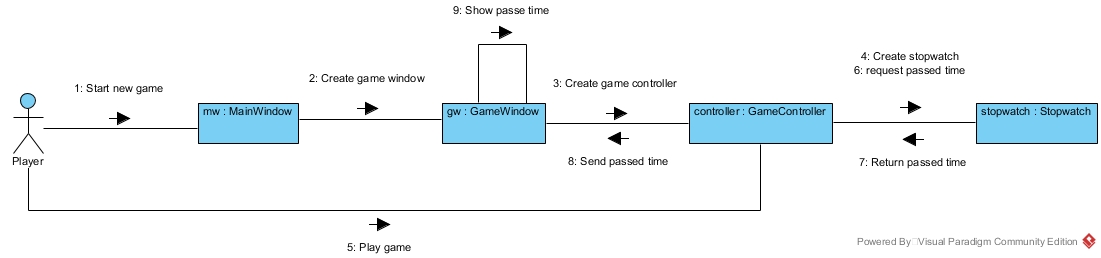 9: Show passe time
4: Create stopwatch
6: request passed time
1: Start new game
2: Create game window
3: Create game controller
mw : MainWindow
gw : GameWindow
controller : GameController
stopwatch : Stopwatch
Player
8: Send passed time
7: Return passed time
5: Play game
Powered By Visual Paradigm Community Edition